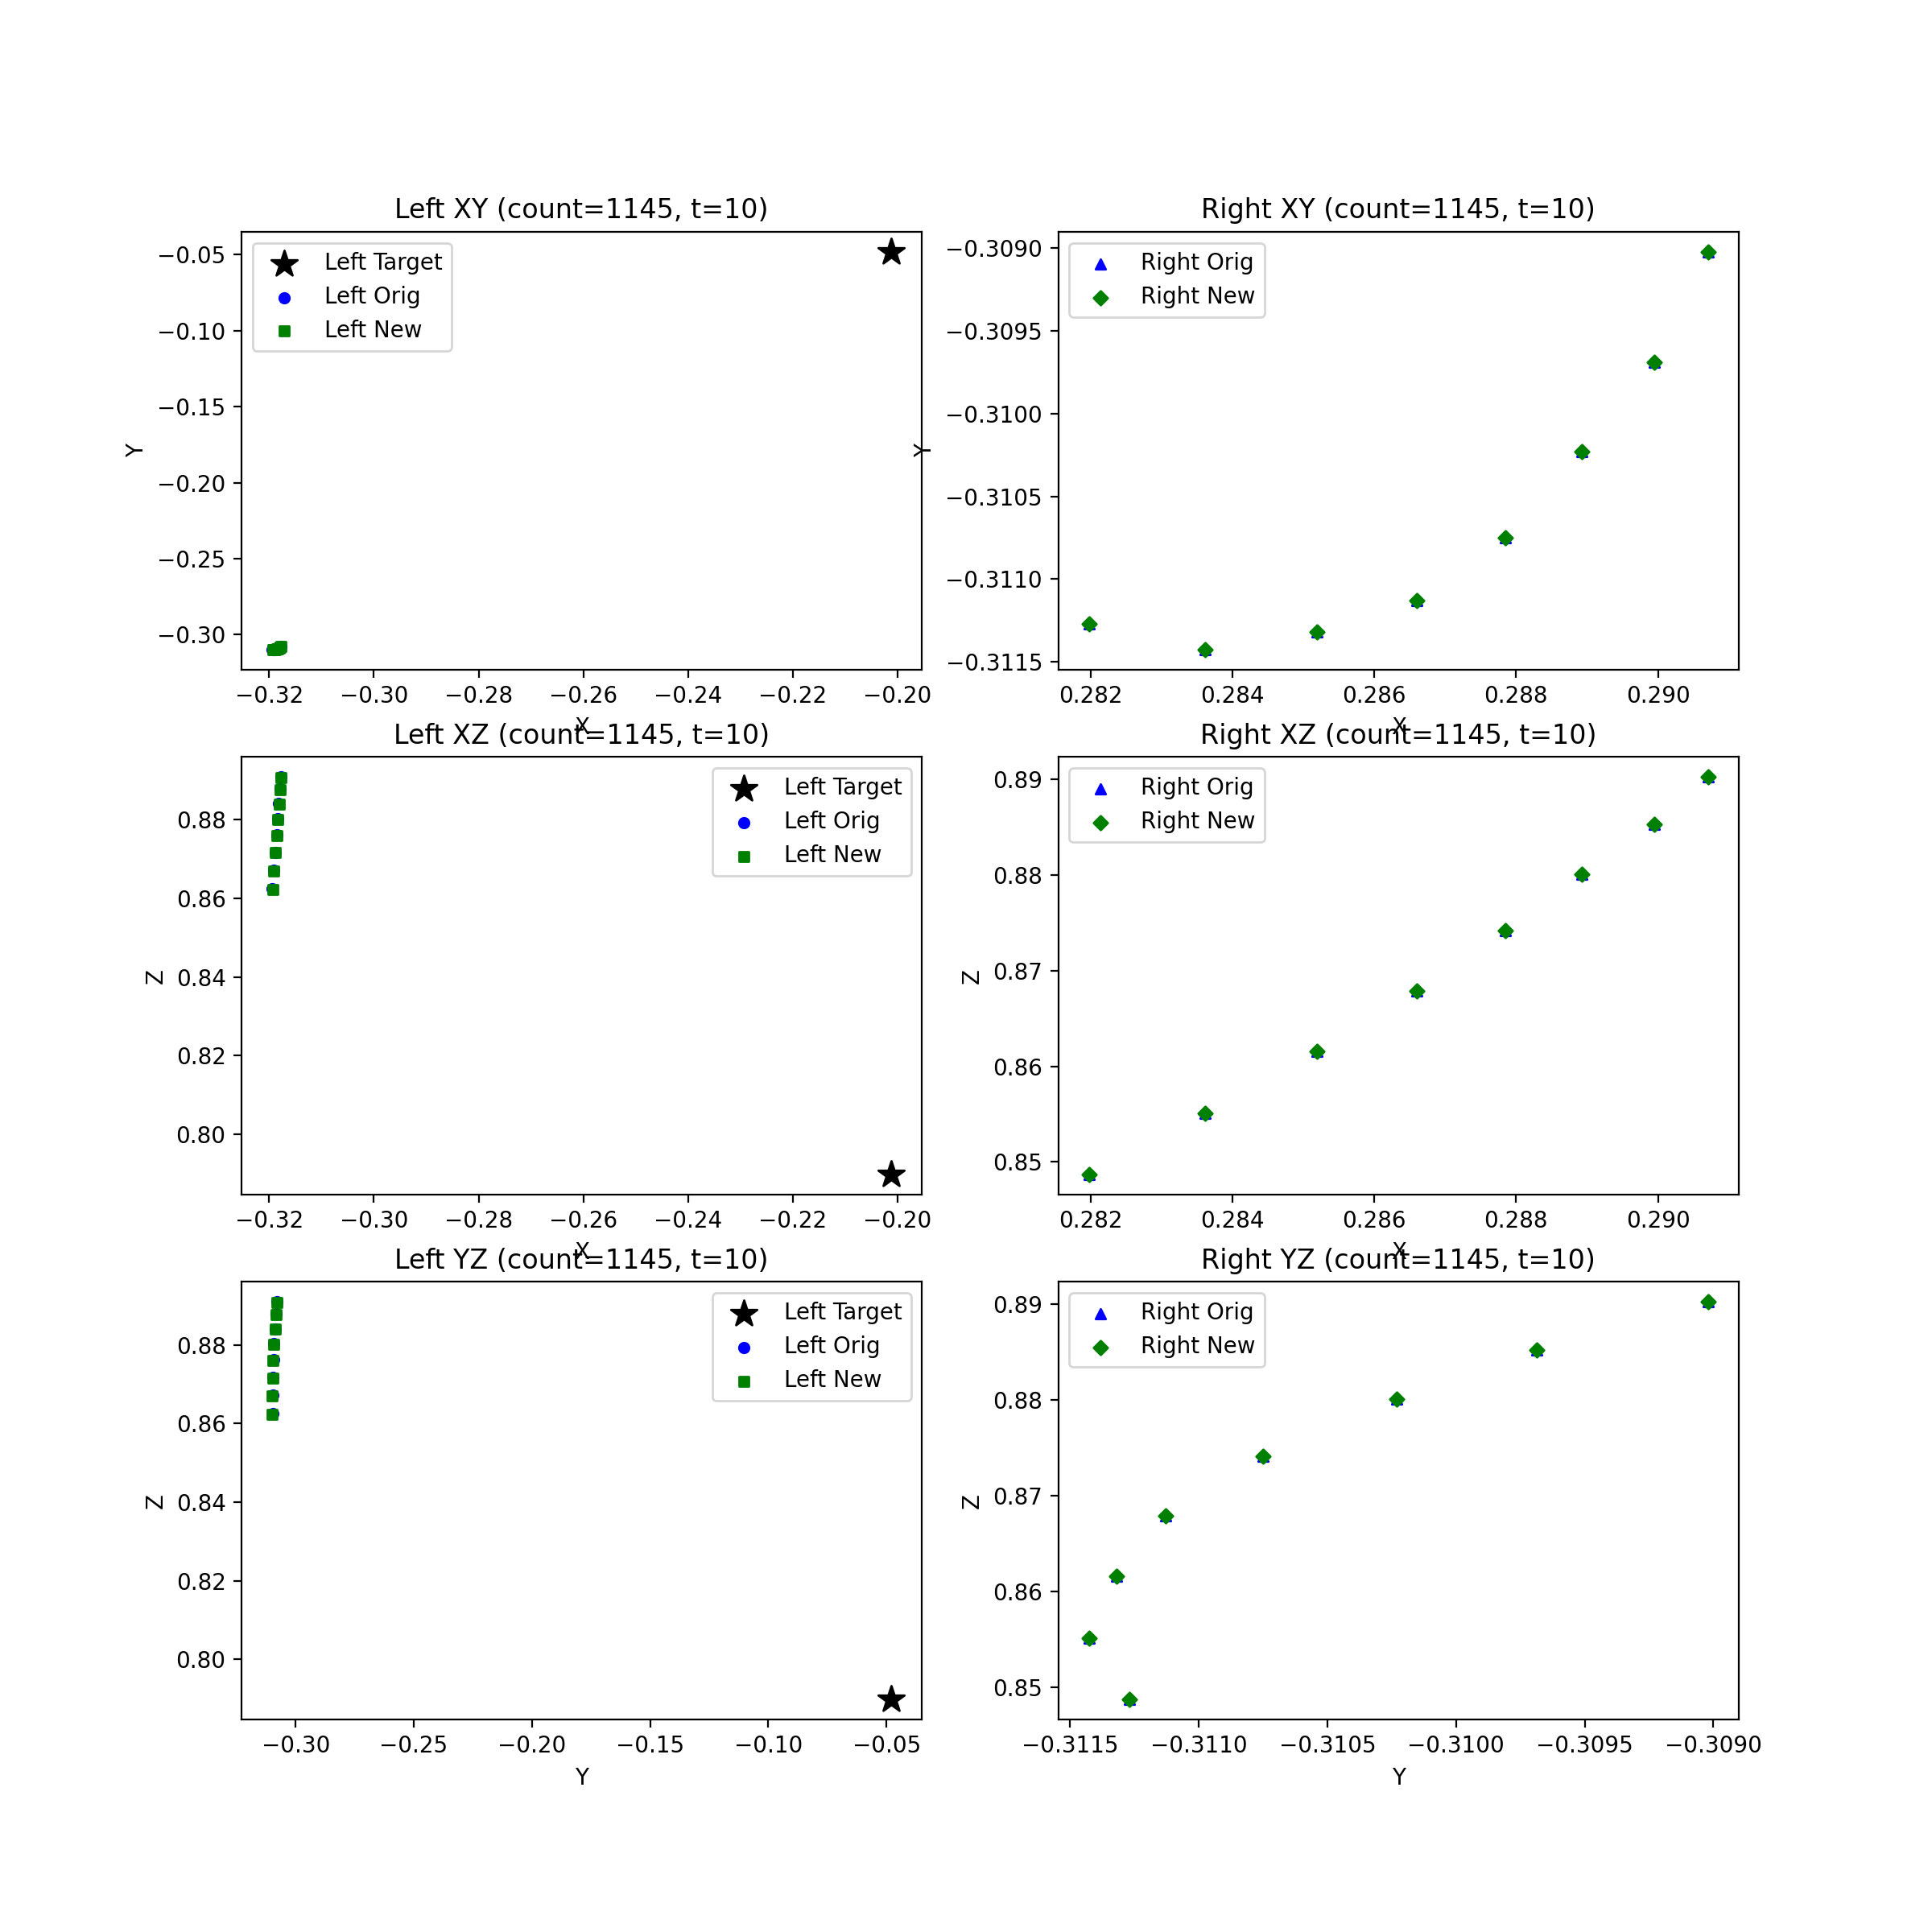 Left XY (count=1145, t=10)
Left Target
Left Orig
Left New
−0.05
−0.10
−0.15
−0.20
−0.25
−0.30
Y
−0.32 −0.30 −0.28 −0.26 −0.24 −0.22 −0.20
X
Right XY (count=1145, t=10)
Right Orig
Right New
−0.3090
−0.3095
−0.3100
−0.3105
−0.3110
−0.3115
Y
0.282 0.284 0.286 0.288 0.290
X
Left XZ (count=1145, t=10)
Left Target
Left Orig
Left New
0.88
0.86
0.84
0.82
0.80
Z
−0.32 −0.30 −0.28 −0.26 −0.24 −0.22 −0.20
X
Right XZ (count=1145, t=10)
Right Orig
Right New
0.89
0.88
0.87
0.86
0.85
Z
0.282 0.284 0.286 0.288 0.290
X
Left YZ (count=1145, t=10)
Left Target
Left Orig
Left New
0.88
0.86
0.84
0.82
0.80
Z
−0.30 −0.25 −0.20 −0.15 −0.10 −0.05
Y
Right YZ (count=1145, t=10)
Right Orig
Right New
0.89
0.88
0.87
0.86
0.85
Z
−0.3115 −0.3110 −0.3105 −0.3100 −0.3095 −0.3090
Y